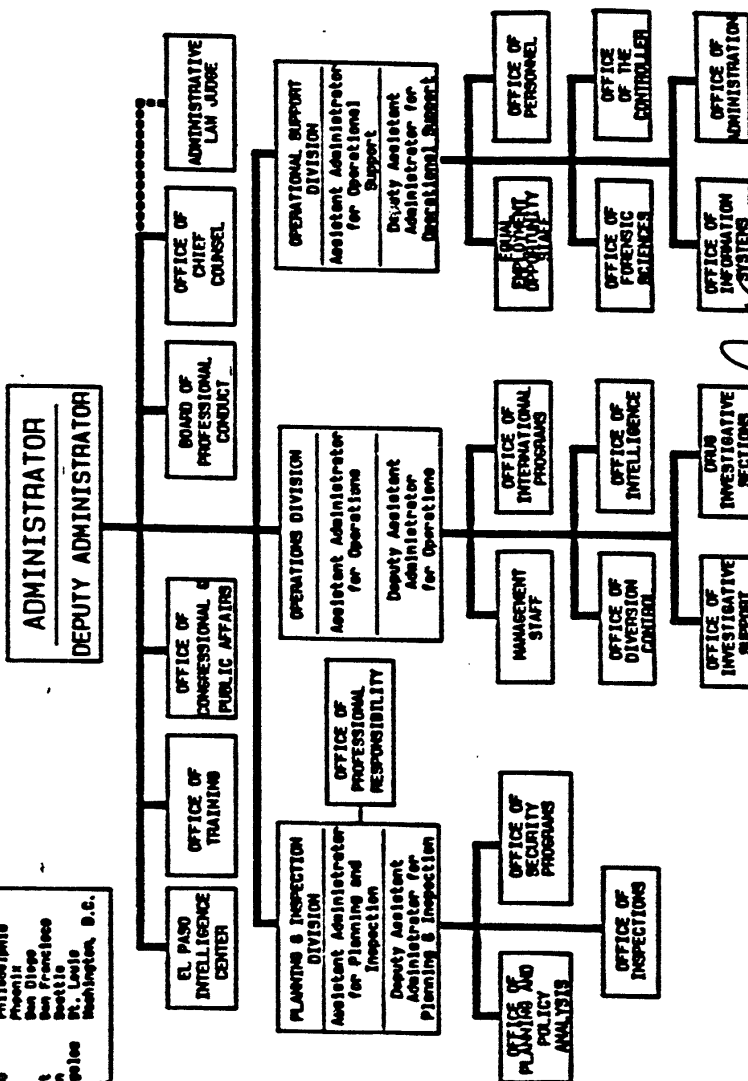 ADMINISTRATOR
DEPUTY ADMINISTRATOR
Philadelphia
Phoenix
San Diego
San Francisco
Seattle
St. Louis
Washington, D.C.
EL PASO
INTELLIGENCE
CENTER
OFFICE OF
TRAINING
OFFICE OF
CONGRESSIONAL &
PUBLIC AFFAIRS
BOARD OF
PROFESSIONAL
CONDUCT
OFFICE OF
CHIEF
COUNSEL
ADMINISTRATIVE
LAW JUDGE
PLANNING & INSPECTION
DIVISION
Assistant Administrator
for Planning and
Inspection
Deputy Assistant
Administrator for
Planning & Inspection
OFFICE OF
PROFESSIONAL
RESPONSIBILITY
OPERATIONS DIVISION
Assistant Administrator
for Operations
Deputy Assistant
Administrator
for Operations
OPERATIONAL SUPPORT
DIVISION
Assistant Administrator
for Operational
Support
Deputy Assistant
Administrator for
Operational Support
OFFICE OF
PLANNING AND
POLICY
ANALYSIS
OFFICE OF
SECURITY
PROGRAMS
OFFICE OF
INSPECTIONS
MANAGEMENT
STAFF
OFFICE OF
INTERNATIONAL
PROGRAMS
OFFICE OF
DIVERSION
CONTROL
OFFICE OF
INTELLIGENCE
OFFICE OF
INVESTIGATIVE
SUPPORT
DRUG
INVESTIGATIVE
SECTIONS
EQUAL
EMPLOYMENT
OPPORTUNITY
STAFF
OFFICE OF
PERSONNEL
OFFICE OF
FORENSIC
SCIENCES
OFFICE
OF THE
CONTROLLER
OFFICE OF
INFORMATION
SYSTEMS
OFFICE OF
ADMINISTRATION